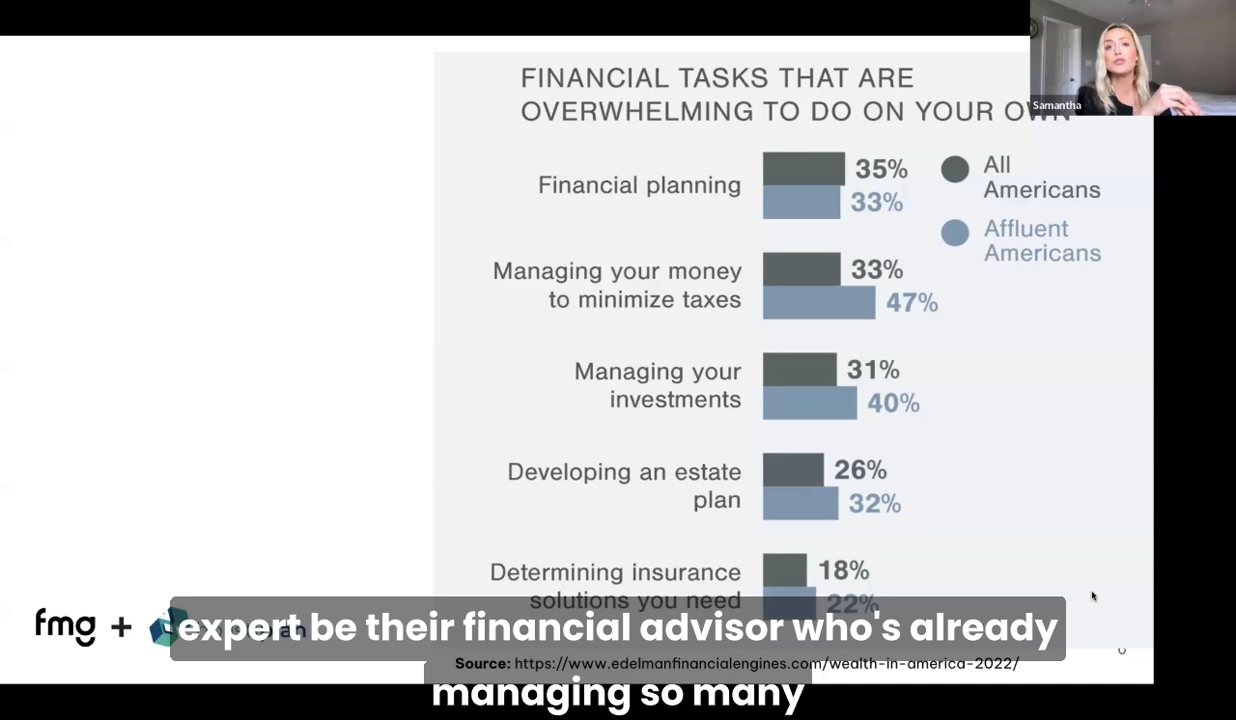 FINANCIAL TASKS THAT ARE
OVERWHELMING TO DO ON YOUR OWN
Samantha
All
Americans
Affluent
Americans
Financial planning
35%
33%
Managing your money
to minimize taxes
33%
47%
Managing your
investments
31%
40%
Developing an estate
plan
26%
32%
Determining insurance
solutions you need
18%
22%
fmg +
expert be their financial advisor who's already
managing so many
Source: https://www.edelmanfinancialengines.com/wealth-in-america-2022/